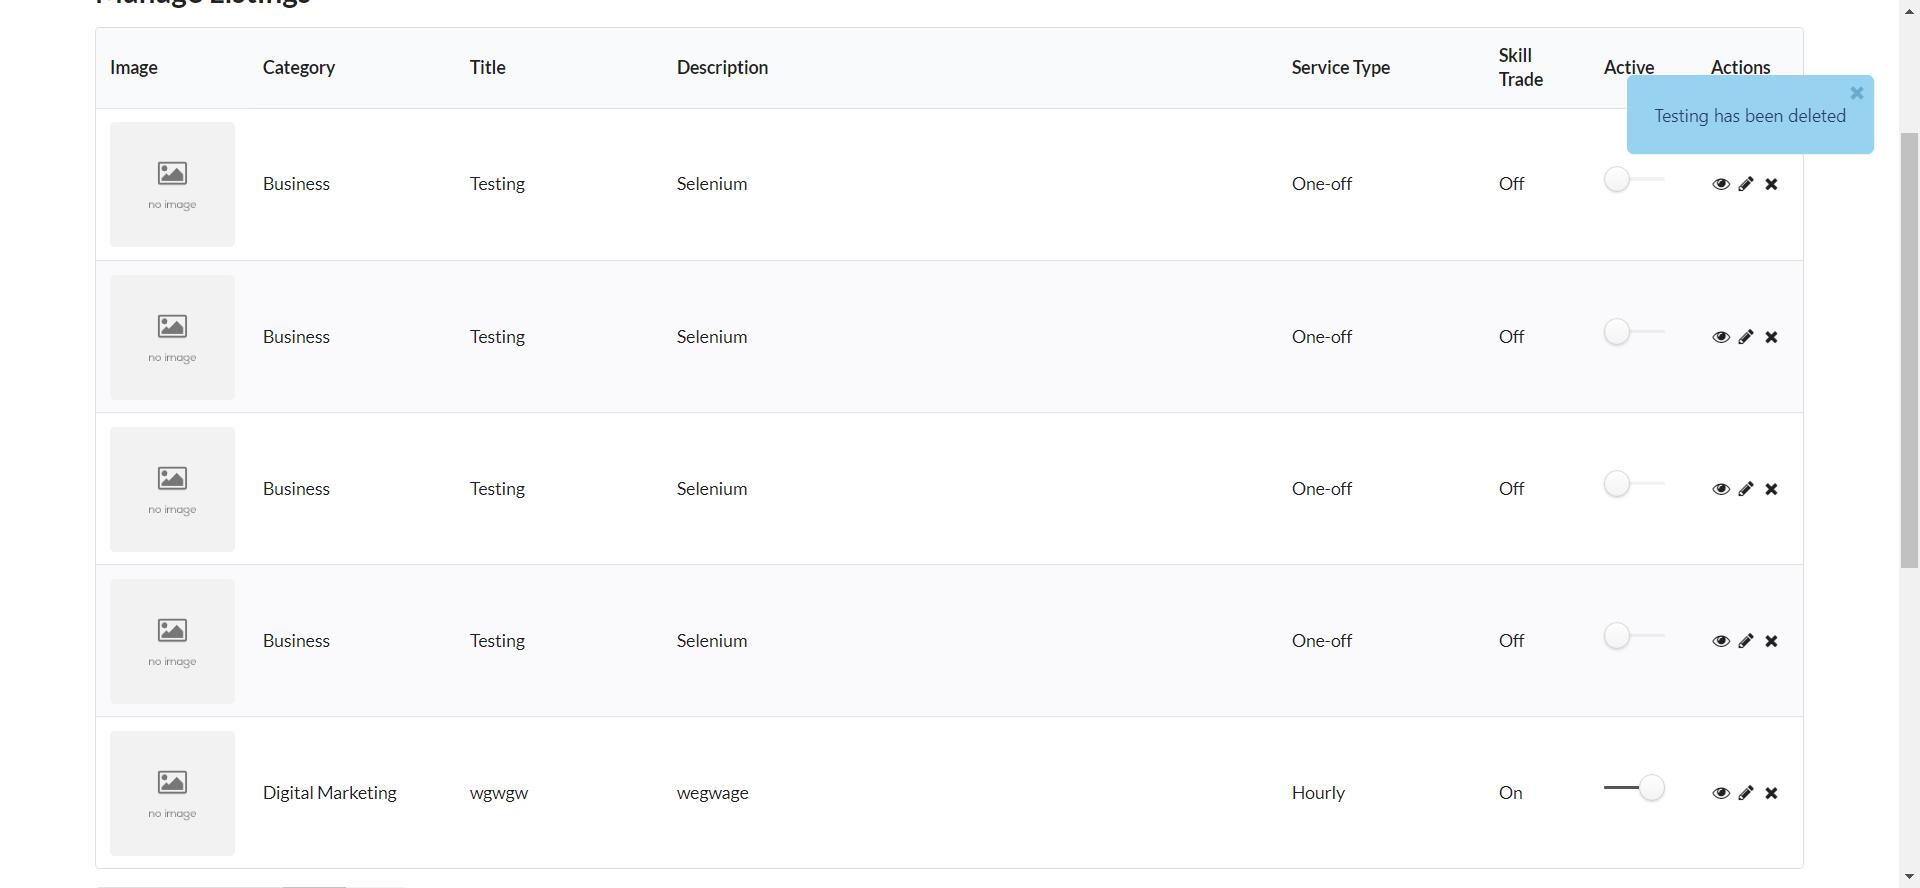 Manage Listings
Image Category Title Description Service Type Skill Trade Active Actions
Testing has been deleted
no image Business Testing Selenium One-off Off
no image Business Testing Selenium One-off Off
no image Business Testing Selenium One-off Off
no image Business Testing Selenium One-off Off
no image Digital Marketing wgwgw wegwage Hourly On